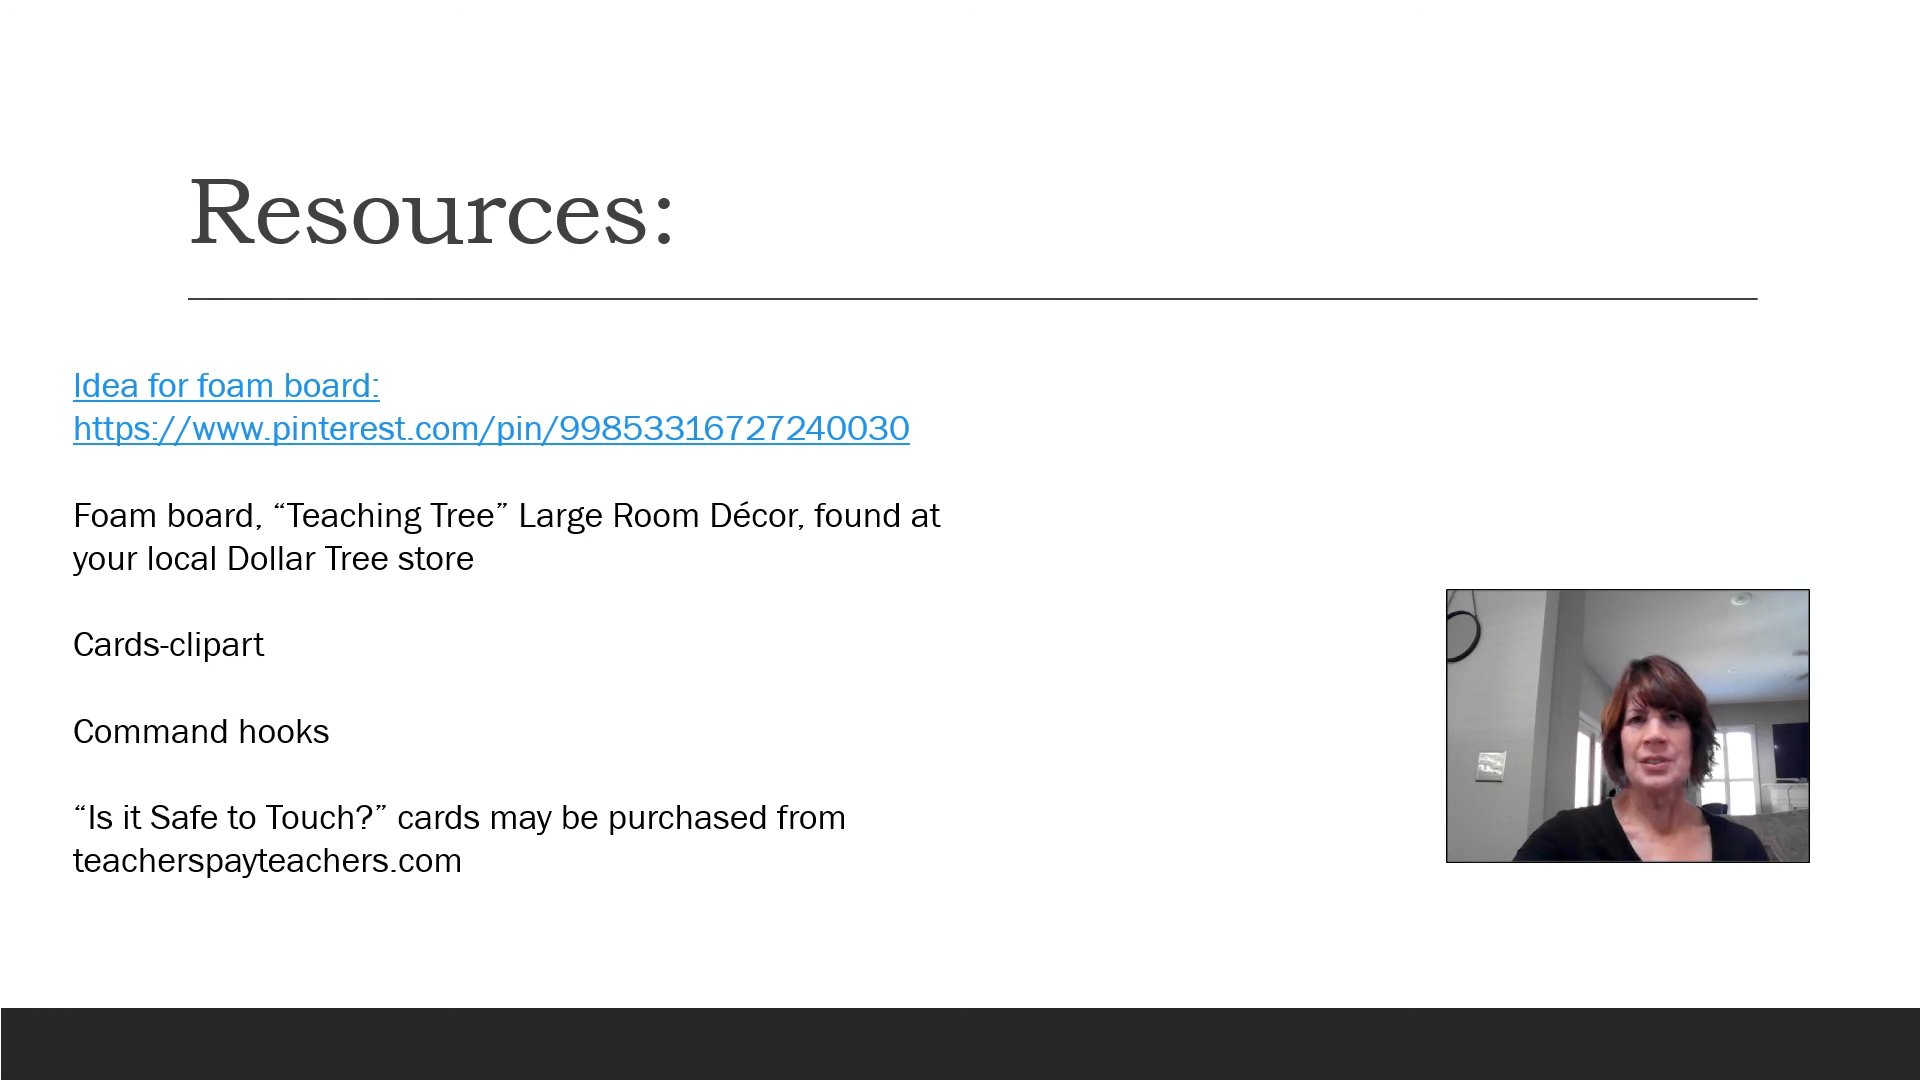 Resources:
Idea for foam board:
https://www.pinterest.com/pin/99853316727240030
Foam board, “Teaching Tree” Large Room Décor, found at
your local Dollar Tree store
Cards-clipart
Command hooks
“Is it Safe to Touch?” cards may be purchased from
teacherspayteachers.com